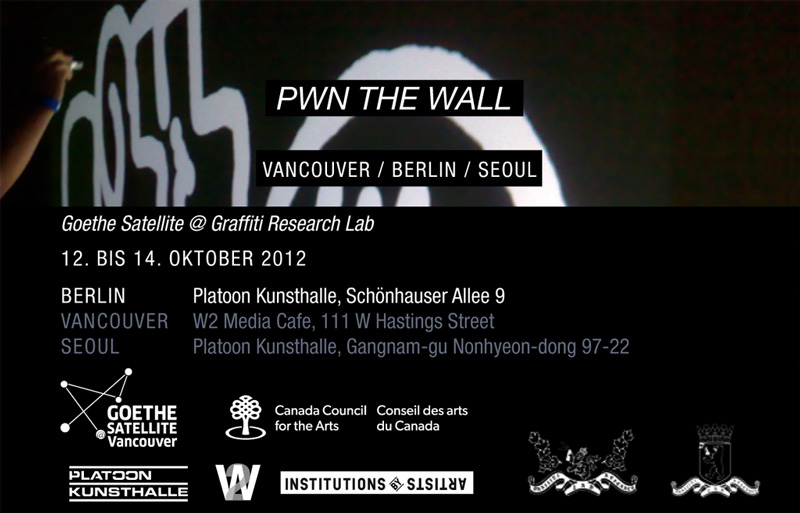 PWN THE WALL
VANCOUVER / BERLIN / SEOUL
Goethe Satellite @ Graffiti Research Lab
12. BIS 14. OKTOBER 2012
BERLIN Platoon Kunsthalle, Schönhauser Allee 9
VANCOUVER W2 Media Cafe, 111 W Hastings Street
SEOUL Platoon Kunsthalle, Gangnam-gu Nonhyeon-dong 97-22
GOETHE
SATELLITE
@ Vancouver
Canada Council Conseil des arts
for the Arts du Canada
PLATOON
KUNSTHALLE
W2
INSTITUTIONS BY ARTISTS